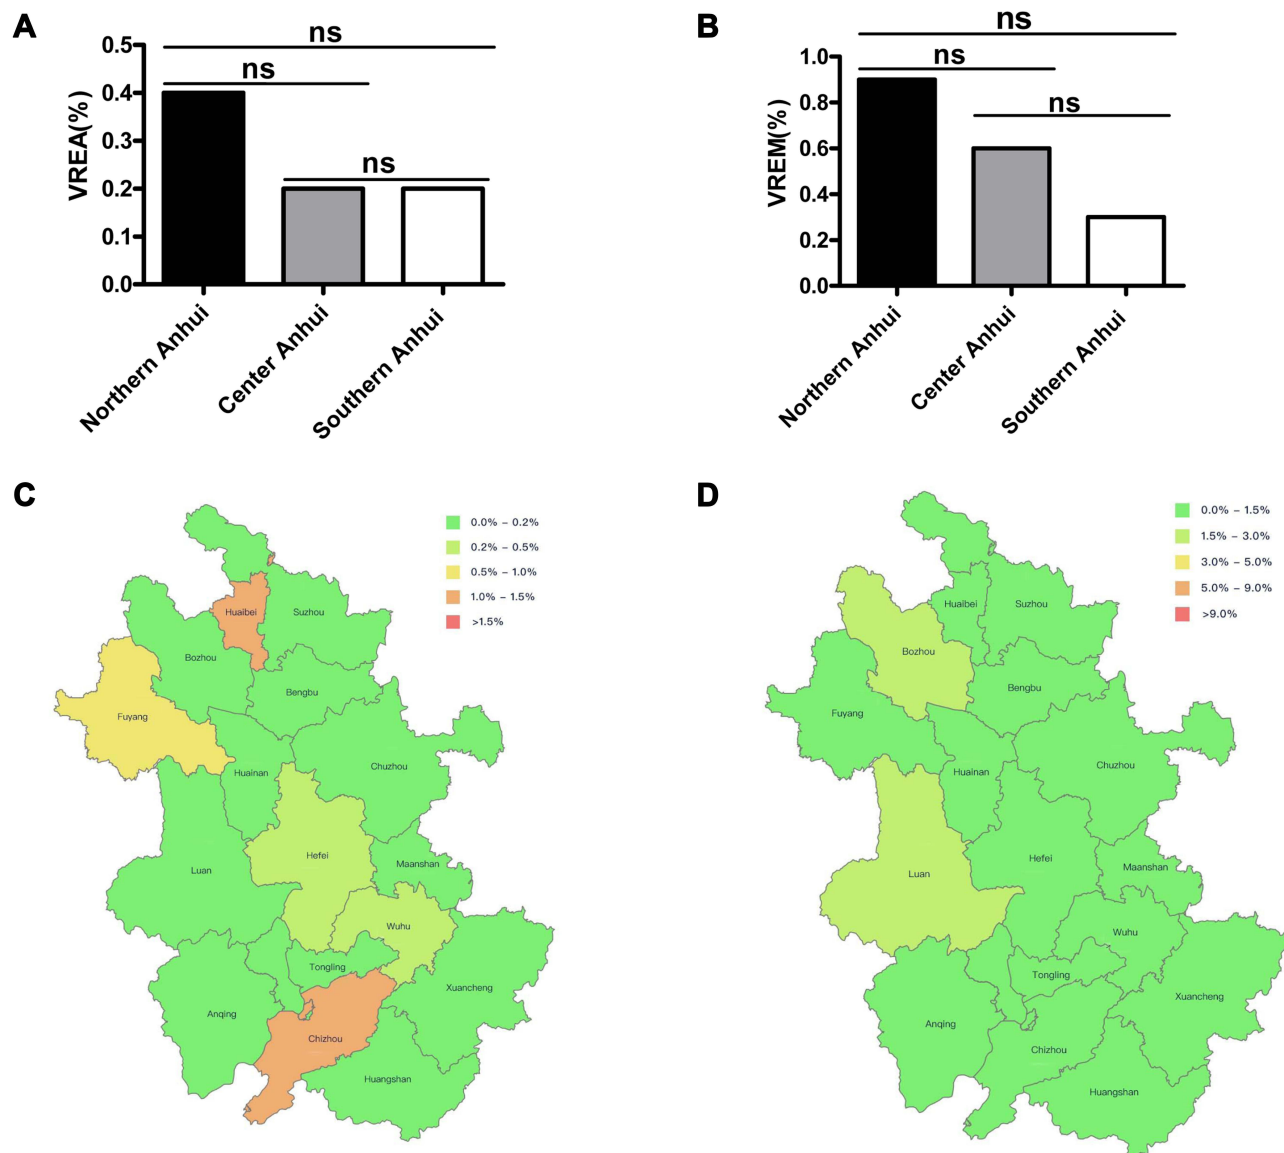 A
ns
ns
ns
VREA(%)
0.5
0.4
0.3
0.2
0.1
0.0
Northern Anhui
Center Anhui
Southern Anhui
B
ns
ns
ns
VREM(%)
1.0
0.8
0.6
0.4
0.2
0.0
Northern Anhui
Center Anhui
Southern Anhui
C
0.0% - 0.2%
0.2% - 0.5%
0.5% - 1.0%
1.0% - 1.5%
>1.5%
Huaibei
Suzhou
Bozhou
Bengbu
Fuyang
Huainan
Chuzhou
Hefei
Maanshan
Luan
Wuhu
Tongling
Xuancheng
Anqing
Chizhou
Huangshan
D
0.0% - 1.5%
1.5% - 3.0%
3.0% - 5.0%
5.0% - 9.0%
>9.0%
Huaibei
Suzhou
Bozhou
Bengbu
Fuyang
Huainan
Chuzhou
Hefei
Maanshan
Luan
Wuhu
Tongling
Xuancheng
Anqing
Chizhou
Huangshan